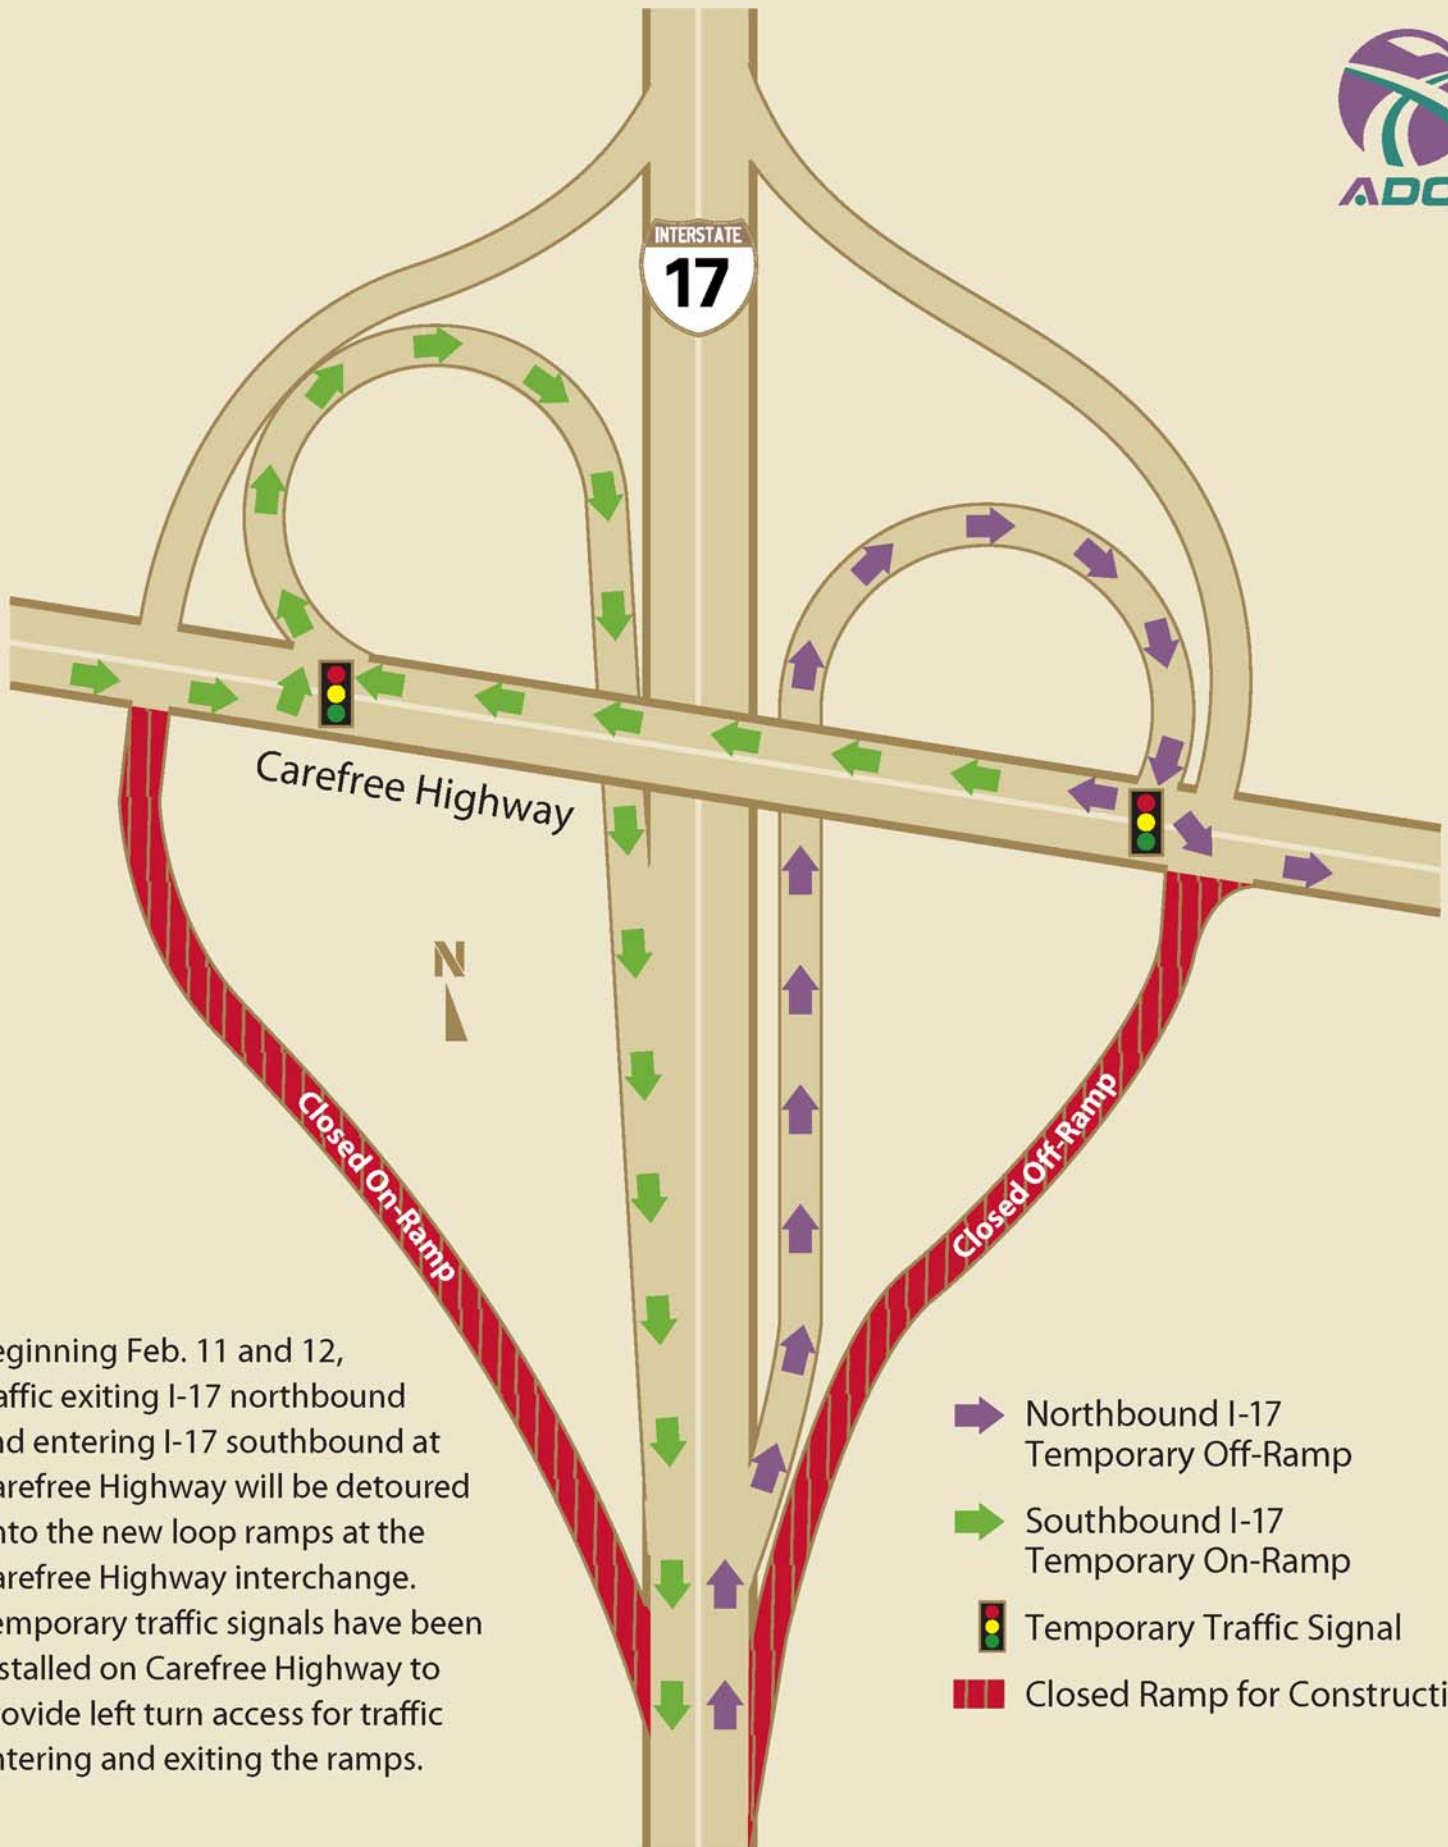 ADO
INTERSTATE
17
Carefree Highway
N
Closed On-Ramp
Closed Off-Ramp
eginning Feb. 11 and 12,
affic exiting I-17 northbound
nd entering I-17 southbound at
arefree Highway will be detoured
nto the new loop ramps at the
arefree Highway interchange.
emporary traffic signals have been
stalled on Carefree Highway to
ovide left turn access for traffic
ntering and exiting the ramps.
Northbound I-17
Temporary Off-Ramp
Southbound I-17
Temporary On-Ramp
Temporary Traffic Signal
Closed Ramp for Constructi